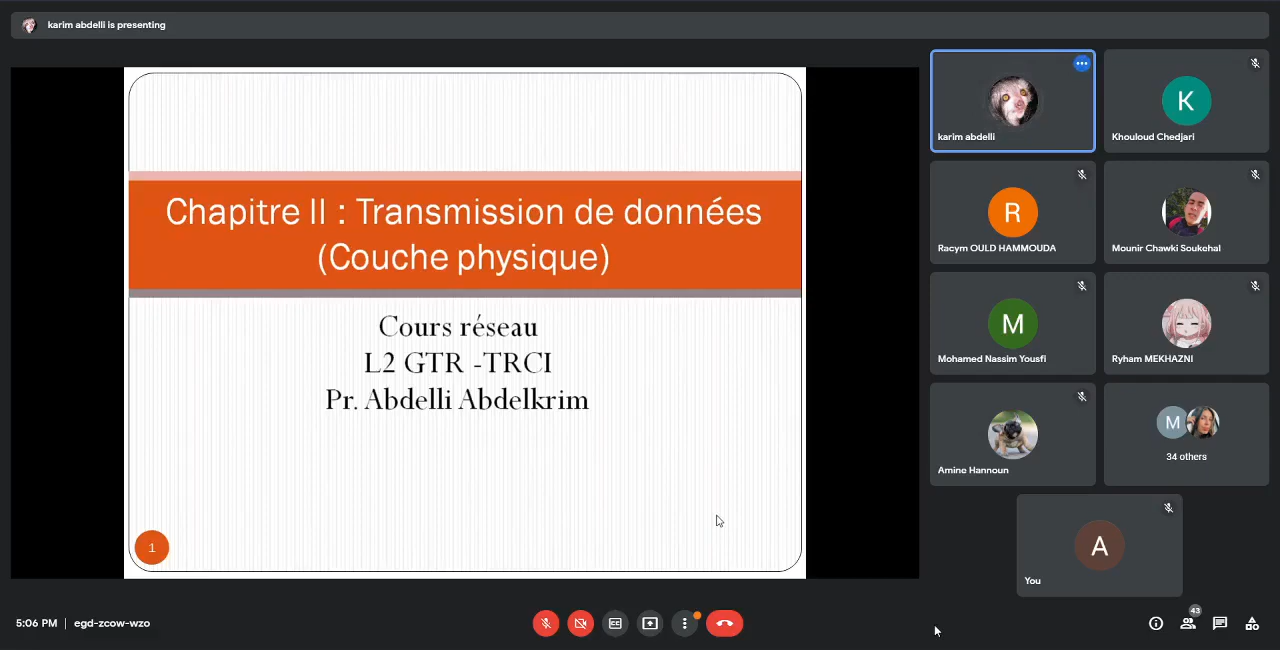 karim abdelli is presenting
Chapitre II : Transmission de données
(Couche physique)
Cours réseau
L2 GTR -TRCI
Pr. Abdelli Abdelkrim
1
karim abdelli
K
Khouloud Chedjari
R
Racym OULD HAMMOUDA
Mounir Chawki Soukehal
M
Mohamed Nassim Yousfi
Ryham MEKHAZNI
Amine Hannoun
M
34 others
A
You
5:06 PM | egd-zcow-wzo
43